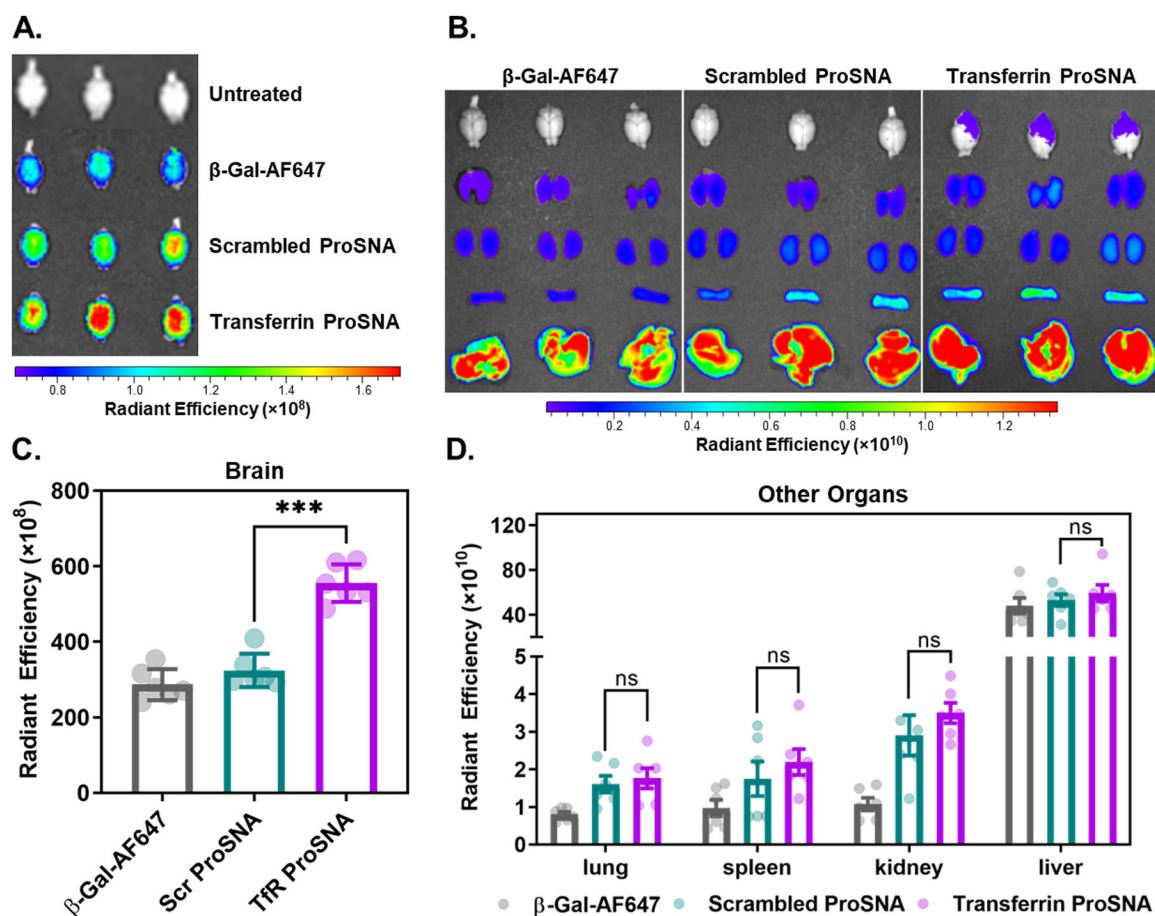 A.
Untreated
β-Gal-AF647
Scrambled ProSNA
Transferrin ProSNA
0.8 1.0 1.2 1.4 1.6
Radiant Efficiency (×10⁸)
B.
β-Gal-AF647 Scrambled ProSNA Transferrin ProSNA
0.2 0.4 0.6 0.8 1.0 1.2
Radiant Efficiency (×10¹⁰)
C.
Brain
Radiant Efficiency (×10⁸)
800
600
400
200
0
***
β-Gal-AF647
Scr ProSNA
TfR ProSNA
D.
Other Organs
Radiant Efficiency (×10¹⁰)
120
80
40
5
4
3
2
1
0
ns
ns
ns
ns
lung spleen kidney liver
β-Gal-AF647 Scrambled ProSNA Transferrin ProSNA